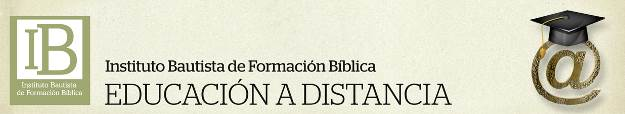 IB
Instituto Bautista
de Formación Bíblica
Instituto Bautista de Formación Bíblica
EDUCACIÓN A DISTANCIA
@